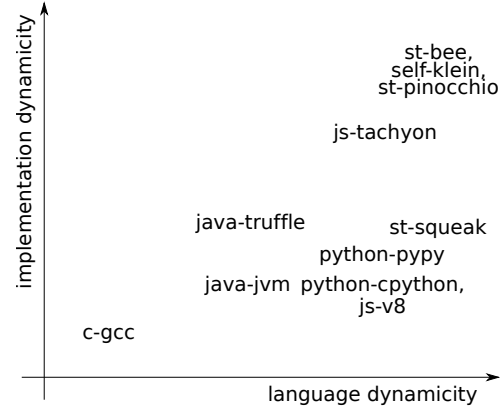 implementation dynamicity
st-bee,
self-klein,
st-pinocchio
js-tachyon
java-truffle
st-squeak
python-pypy
java-jvm
python-cpython,
js-v8
c-gcc
language dynamicity